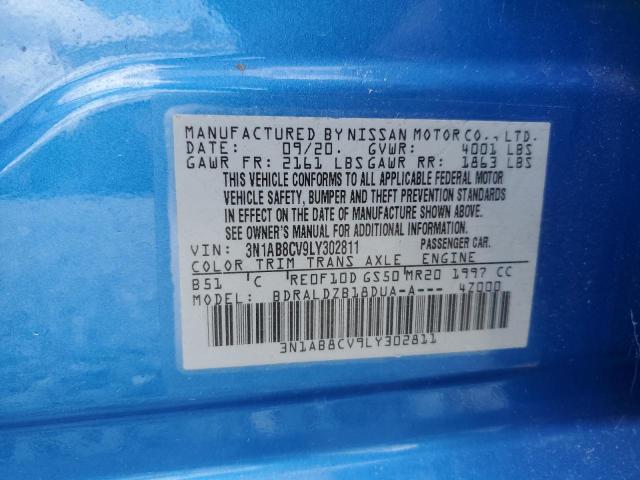 MANUFACTURED BY NISSAN MOTOR CO., LTD.
DATE: 09/20. GVWR: 4001 LBS
GAWR FR: 2161 LBS GAWR RR: 1863 LBS
THIS VEHICLE CONFORMS TO ALL APPLICABLE FEDERAL MOTOR
VEHICLE SAFETY, BUMPER AND THEFT PREVENTION STANDARDS
IN EFFECT ON THE DATE OF MANUFACTURE SHOWN ABOVE.
SEE OWNER'S MANUAL FOR ADDITIONAL INFORMATION.
VIN: 3N1AB8CV9LY302811 PASSENGER CAR.
COLOR TRIM TRANS AXLE ENGINE
B51 C RE0F10D GS50 MR20 1997 CC
MODEL: BDRALDZB18DUA-A--- 4Z000
3N1AB8CV9LY302811